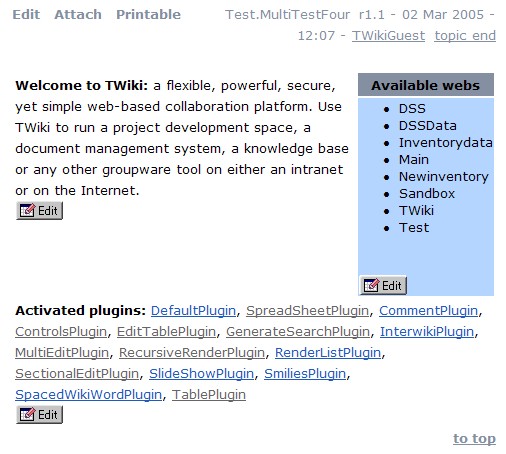 Edit Attach Printable
Test.MultiTestFour r1.1 - 02 Mar 2005 -
12:07 - TWikiGuest topic end
Welcome to TWiki: a flexible, powerful, secure,
yet simple web-based collaboration platform. Use
TWiki to run a project development space, a
document management system, a knowledge base
or any other groupware tool on either an intranet
or on the Internet.
Edit
Available webs
DSS
DSSData
Inventorydata
Main
Newinventory
Sandbox
TWiki
Test
Edit
Activated plugins: DefaultPlugin, SpreadSheetPlugin, CommentPlugin,
ControlsPlugin, EditTablePlugin, GenerateSearchPlugin, InterwikiPlugin,
MultiEditPlugin, RecursiveRenderPlugin, RenderListPlugin,
SectionalEditPlugin, SlideShowPlugin, SmiliesPlugin,
SpacedWikiWordPlugin, TablePlugin
Edit
to top